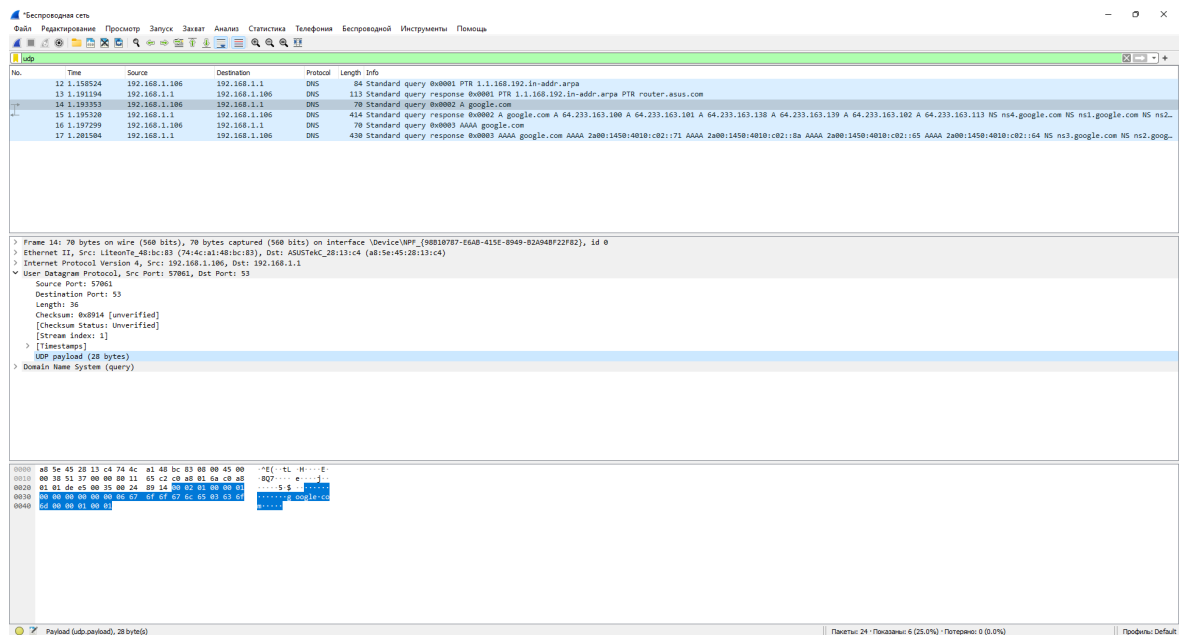 *Беспроводная сеть
Файл Редактирование Просмотр Запуск Захват Анализ Статистика Телефония Беспроводной Инструменты Помощь
udp
No. Time Source Destination Protocol Length Info
12 1.158524 192.168.1.106 192.168.1.1 DNS 84 Standard query 0x0001 PTR 1.1.168.192.in-addr.arpa
13 1.191194 192.168.1.1 192.168.1.106 DNS 113 Standard query response 0x0001 PTR 1.1.168.192.in-addr.arpa PTR router.asus.com
14 1.193353 192.168.1.106 192.168.1.1 DNS 70 Standard query 0x0002 A google.com
15 1.195320 192.168.1.1 192.168.1.106 DNS 414 Standard query response 0x0002 A google.com A 64.233.163.100 A 64.233.163.101 A 64.233.163.138 A 64.233.163.139 A 64.233.163.102 A 64.233.163.113 NS ns4.google.com NS ns1.google.com NS ns2…
16 1.197299 192.168.1.106 192.168.1.1 DNS 70 Standard query 0x0003 AAAA google.com
17 1.201504 192.168.1.1 192.168.1.106 DNS 430 Standard query response 0x0003 AAAA google.com AAAA 2a00:1450:4010:c02::71 AAAA 2a00:1450:4010:c02::8a AAAA 2a00:1450:4010:c02::65 AAAA 2a00:1450:4010:c02::64 NS ns3.google.com NS ns2.goog…
Frame 14: 70 bytes on wire (560 bits), 70 bytes captured (560 bits) on interface \Device\NPF_{98B10787-E6AB-415E-8949-B2A94BF22F82}, id 0
Ethernet II, Src: LiteonTe_48:bc:83 (74:4c:a1:48:bc:83), Dst: ASUSTekC_28:13:c4 (a8:5e:45:28:13:c4)
Internet Protocol Version 4, Src: 192.168.1.106, Dst: 192.168.1.1
User Datagram Protocol, Src Port: 57061, Dst Port: 53
Source Port: 57061
Destination Port: 53
Length: 36
Checksum: 0x8914 [unverified]
[Checksum Status: Unverified]
[Stream index: 1]
[Timestamps]
UDP payload (28 bytes)
Domain Name System (query)
0000 a8 5e 45 28 13 c4 74 4c a1 48 bc 83 08 00 45 00 ·^E(··tL ·H····E·
0010 00 38 51 37 00 00 80 11 65 c2 c0 a8 01 6a c0 a8 ·8Q7···· e····j··
0020 01 01 de e5 00 35 00 24 89 14 00 02 01 00 00 01 ·····5·$ ········
0030 00 00 00 00 00 00 06 67 6f 6f 67 6c 65 03 63 6f ·······g oogle·co
0040 6d 00 00 01 00 01 m·····
Payload (udp.payload), 28 byte(s)
Пакеты: 24 · Показаны: 6 (25.0%) · Потеряно: 0 (0.0%)
Профиль: Default